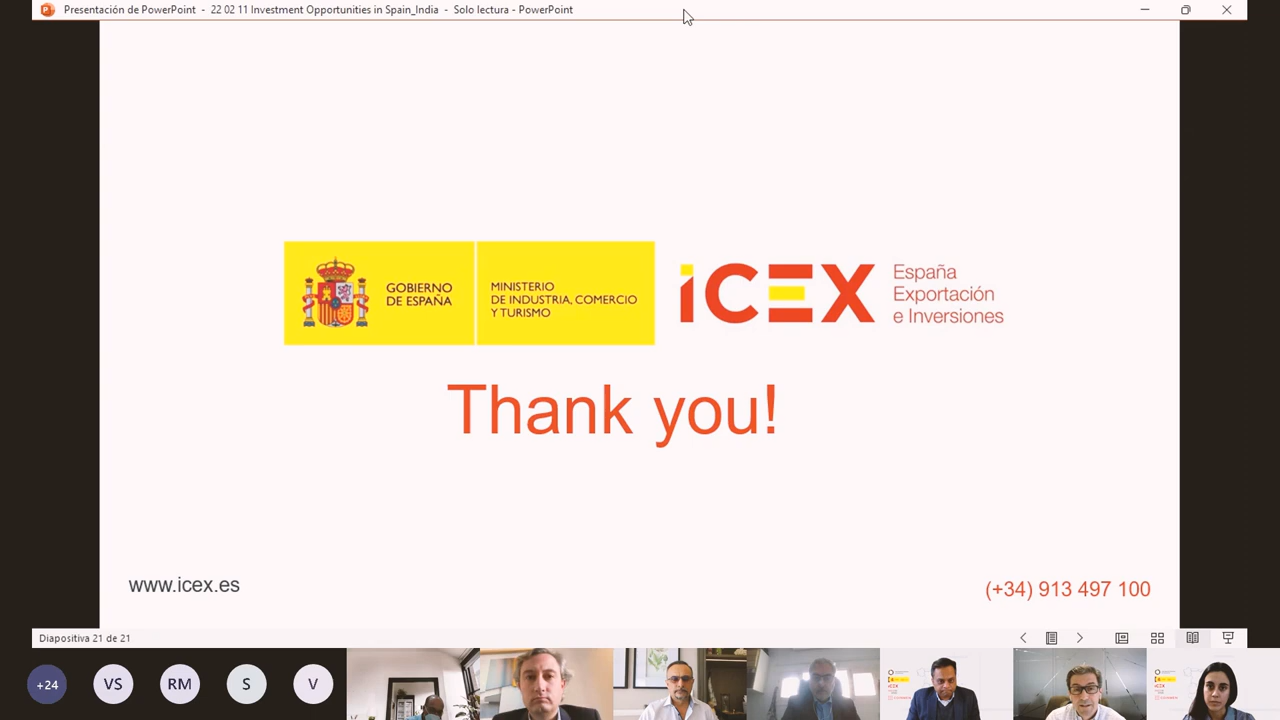 Presentación de PowerPoint - 22 02 11 Investment Opportunities in Spain_India - Solo lectura - PowerPoint
GOBIERNO
DE ESPAÑA
MINISTERIO
DE INDUSTRIA, COMERCIO
Y TURISMO
iCEX
España
Exportación
e Inversiones
Thank you!
www.icex.es
(+34) 913 497 100
Diapositiva 21 de 21
+24
VS
RM
S
V